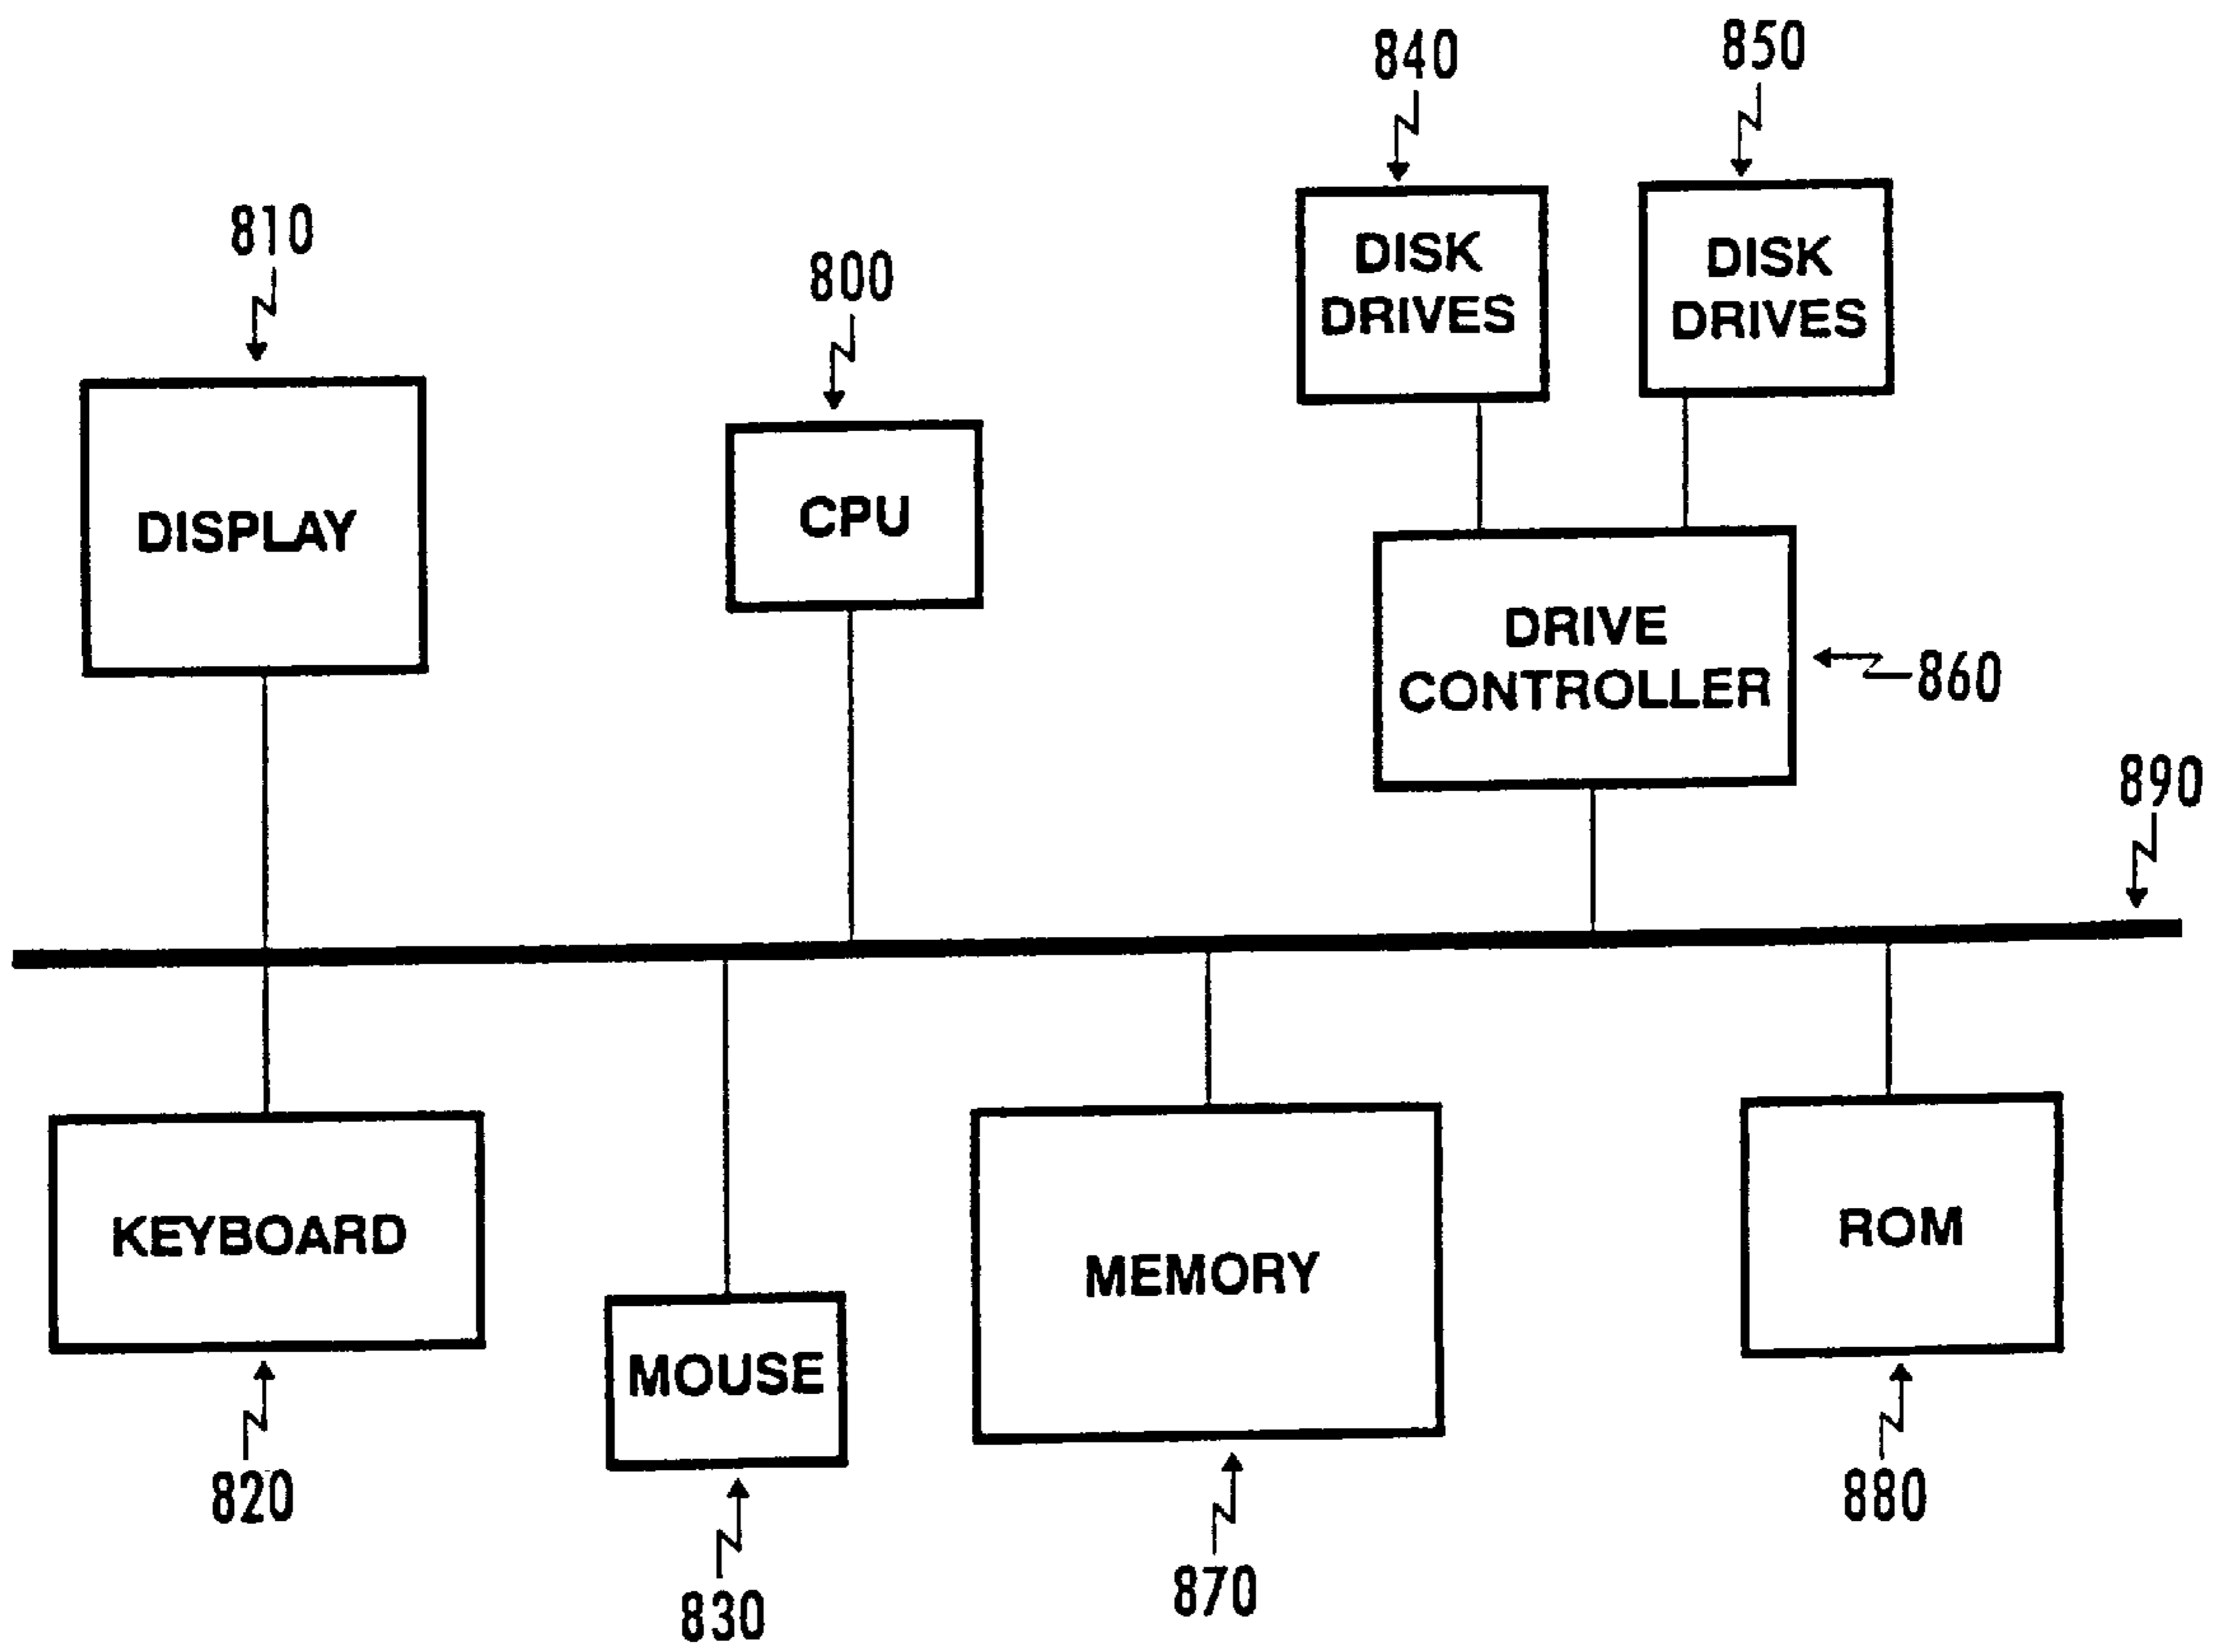 840
850
810
800
DISK
DRIVES
DISK
DRIVES
DISPLAY
CPU
DRIVE
CONTROLLER
860
890
KEYBOARD
MOUSE
MEMORY
ROM
820
830
870
880